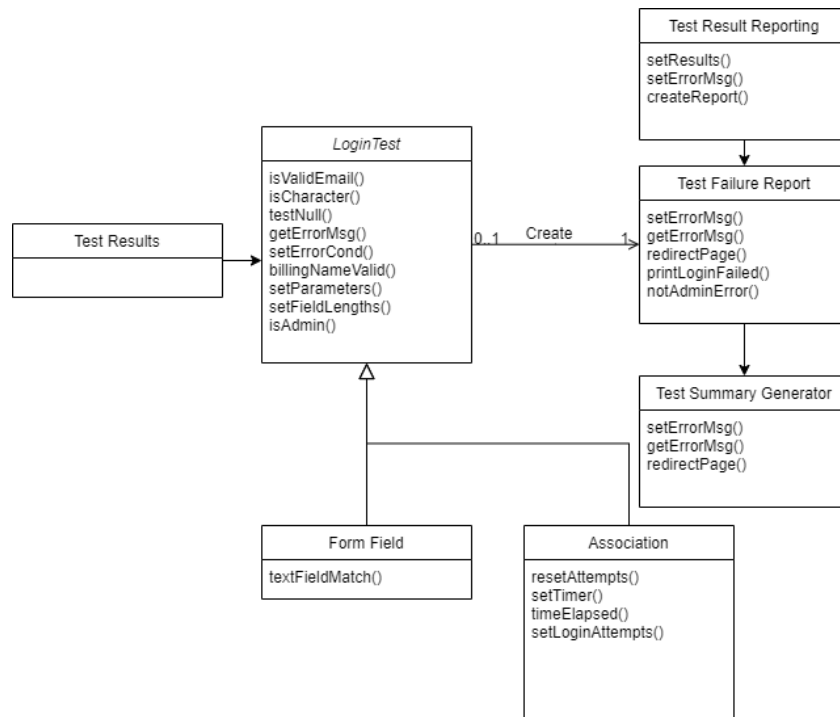 Test Result Reporting
setResults()
setErrorMsg()
createReport()
LoginTest
isValidEmail()
isCharacter()
testNull()
getErrorMsg()
setErrorCond()
billingNameValid()
setParameters()
setFieldLengths()
isAdmin()
Test Results
0..1
Create
1
Test Failure Report
setErrorMsg()
getErrorMsg()
redirectPage()
printLoginFailed()
notAdminError()
Test Summary Generator
setErrorMsg()
getErrorMsg()
redirectPage()
Form Field
textFieldMatch()
Association
resetAttempts()
setTimer()
timeElapsed()
setLoginAttempts()